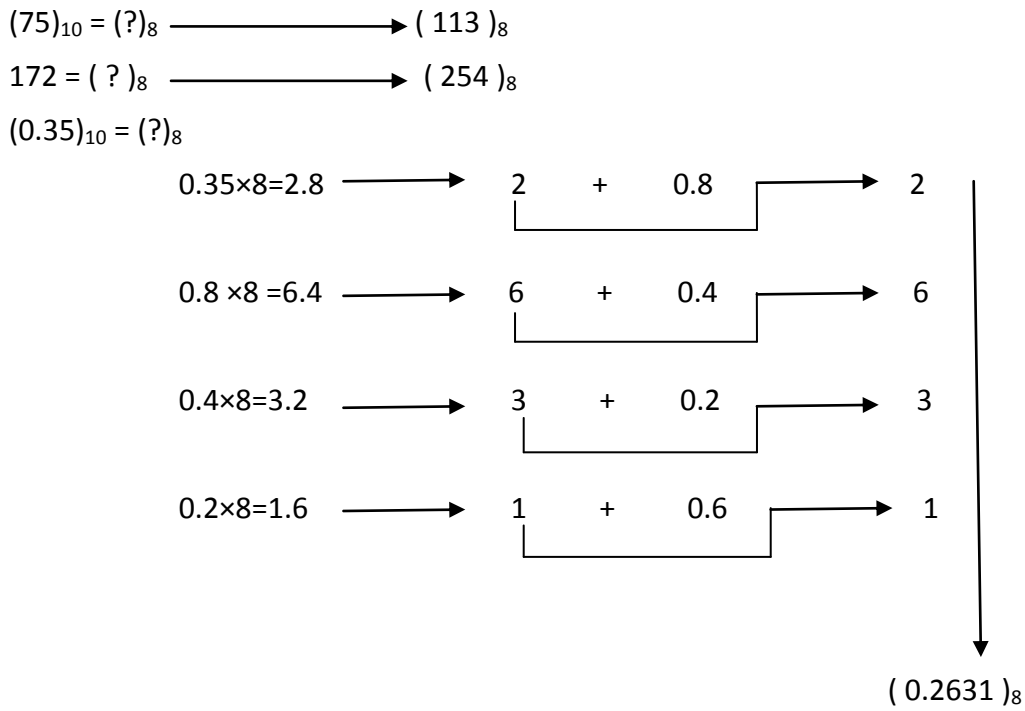 (75)₁₀ = (?)₈ ( 113 )₈
172 = ( ? )₈ ( 254 )₈
(0.35)₁₀ = (?)₈
0.35×8=2.8 2 + 0.8 2
0.8 ×8 =6.4 6 + 0.4 6
0.4×8=3.2 3 + 0.2 3
0.2×8=1.6 1 + 0.6 1
( 0.2631 )₈